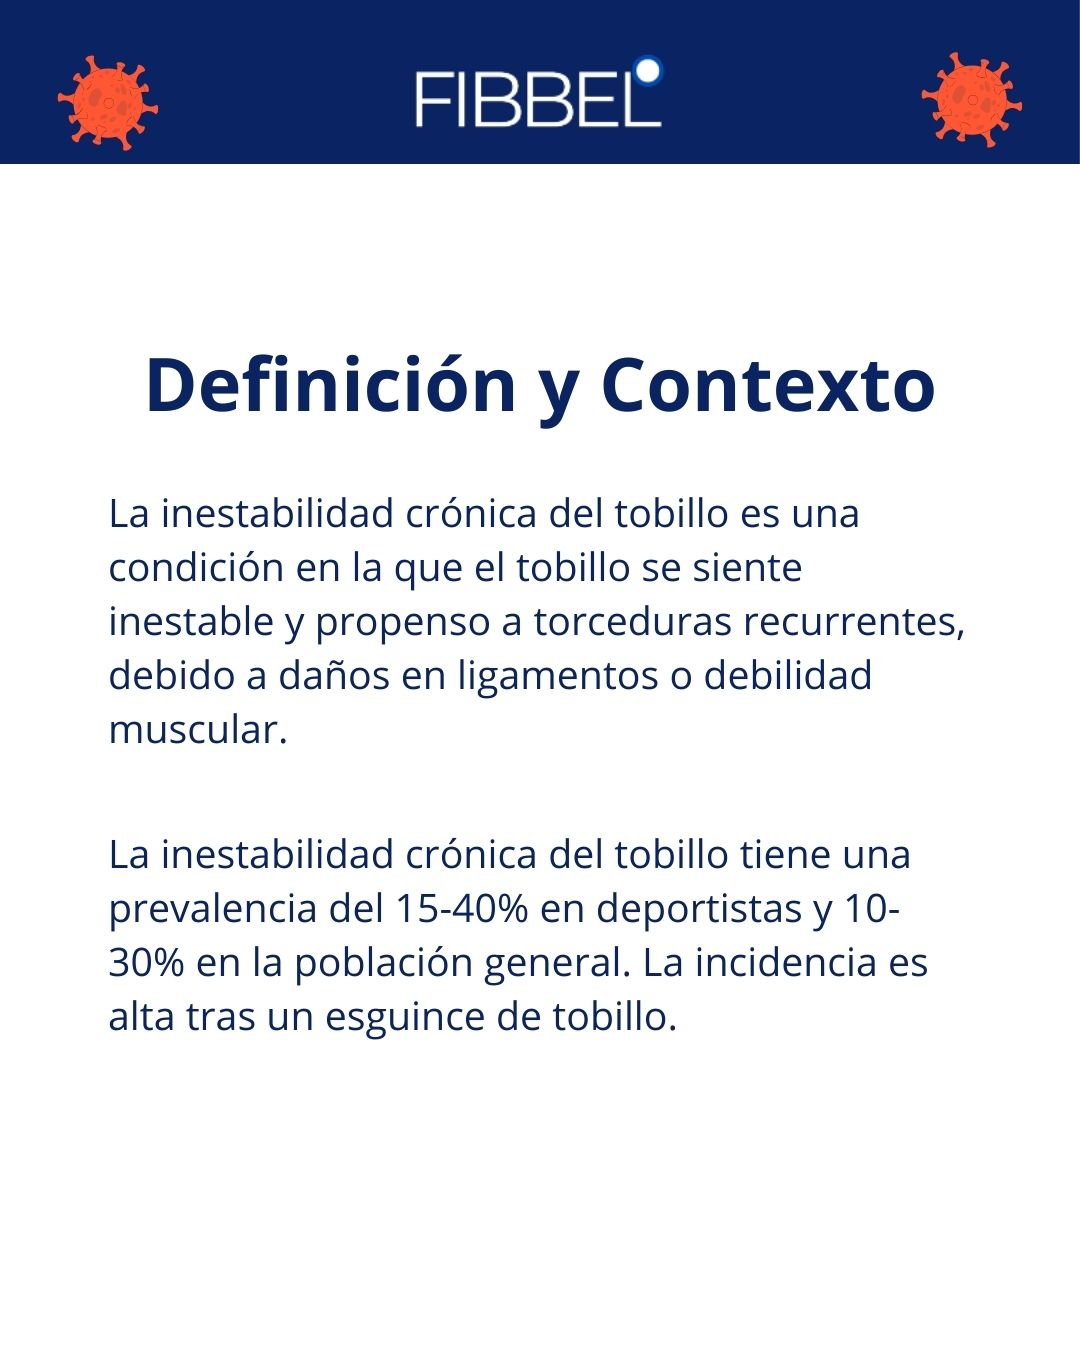 FIBBEL
Definición y Contexto
La inestabilidad crónica del tobillo es una
condición en la que el tobillo se siente
inestable y propenso a torceduras recurrentes,
debido a daños en ligamentos o debilidad
muscular.
La inestabilidad crónica del tobillo tiene una
prevalencia del 15-40% en deportistas y 10-
30% en la población general. La incidencia es
alta tras un esguince de tobillo.